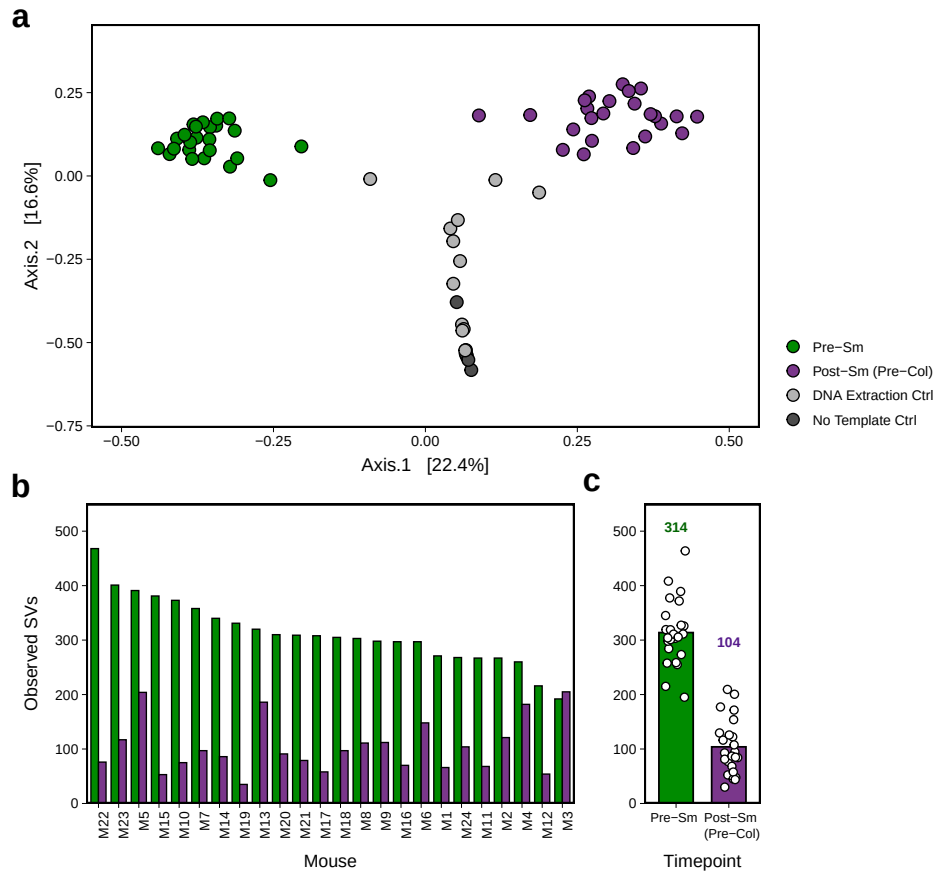 a
0.25
0.00
−0.25
−0.50
−0.75
Axis.2 [16.6%]
−0.50 −0.25 0.00 0.25 0.50
Axis.1 [22.4%]
Pre−Sm
Post−Sm (Pre−Col)
DNA Extraction Ctrl
No Template Ctrl
b
500
400
300
200
100
0
Observed SVs
M22 M23 M5 M15 M10 M7 M14 M19 M13 M20 M21 M17 M18 M8 M9 M16 M6 M1 M24 M11 M2 M4 M12 M3
Mouse
c
500
400
300
200
100
0
314
104
Pre−Sm
Post−Sm
(Pre−Col)
Timepoint